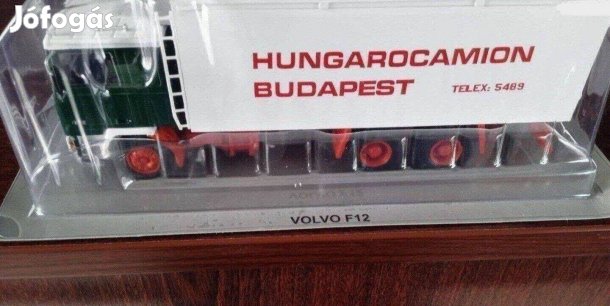 Jófogás
HUNGAROCAMION
BUDAPEST TELEX: 5489
VOLVO F12